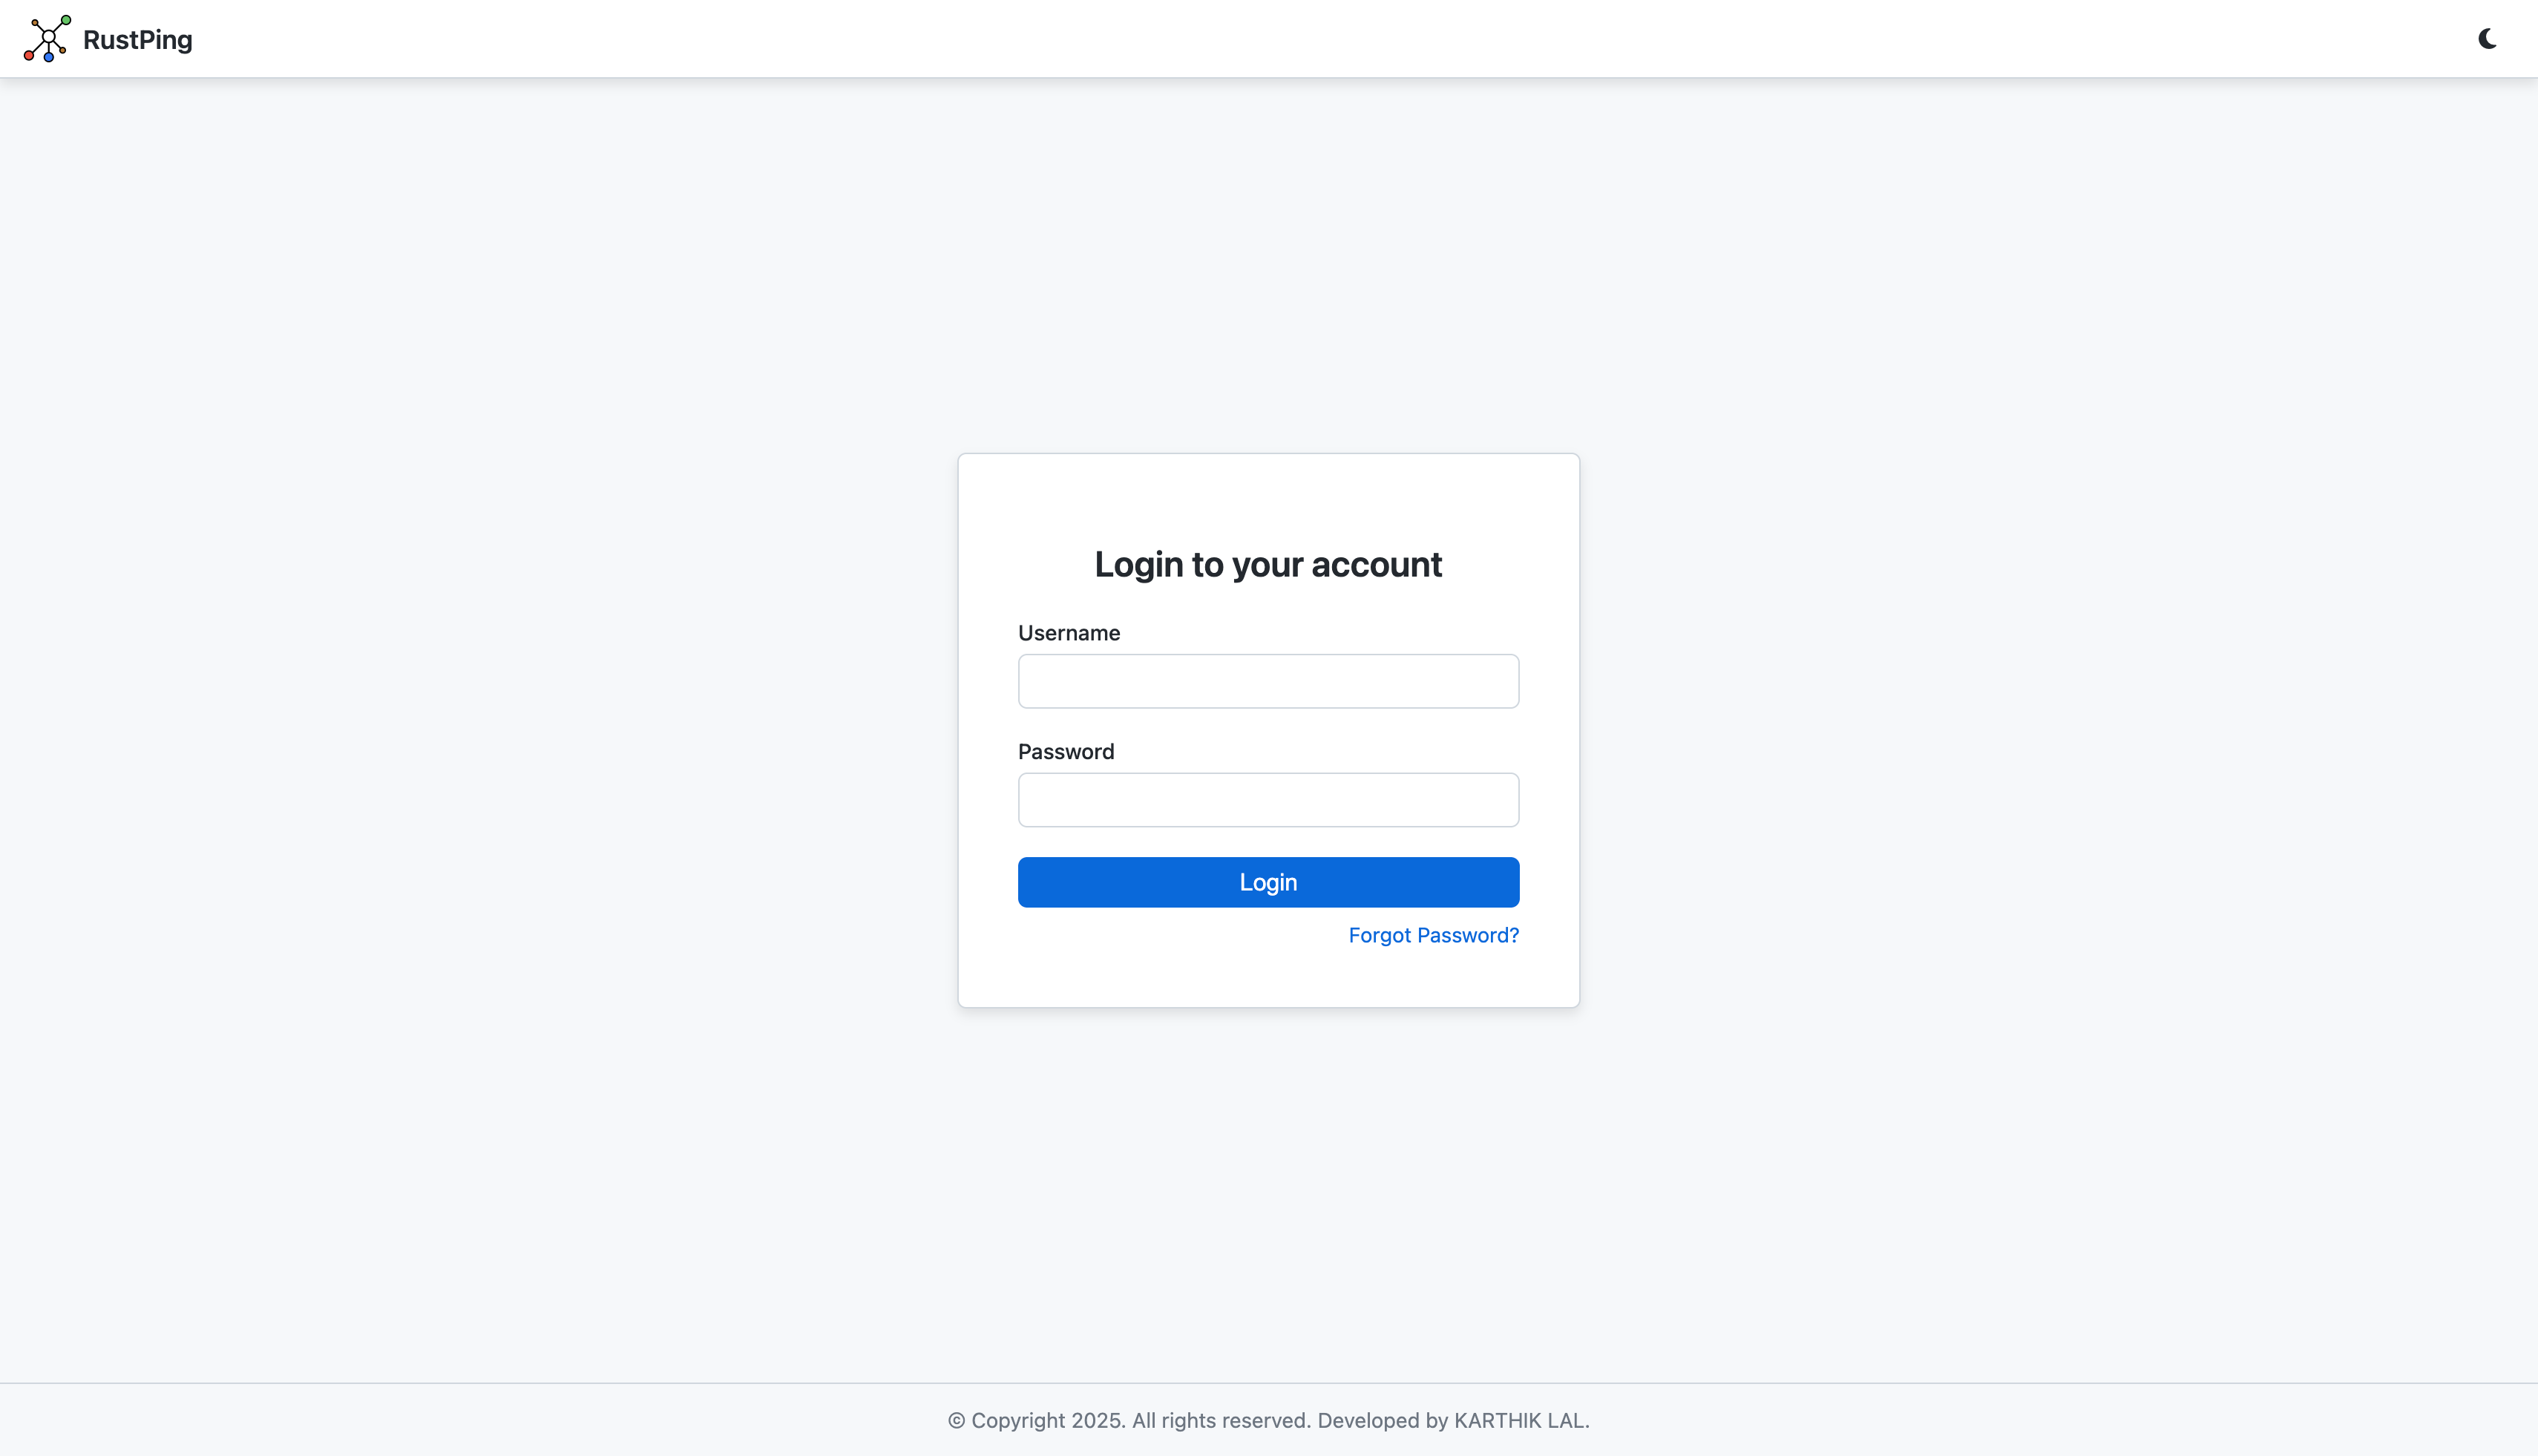 RustPing
Login to your account
Username
Password
Login
Forgot Password?
© Copyright 2025. All rights reserved. Developed by KARTHIK LAL.